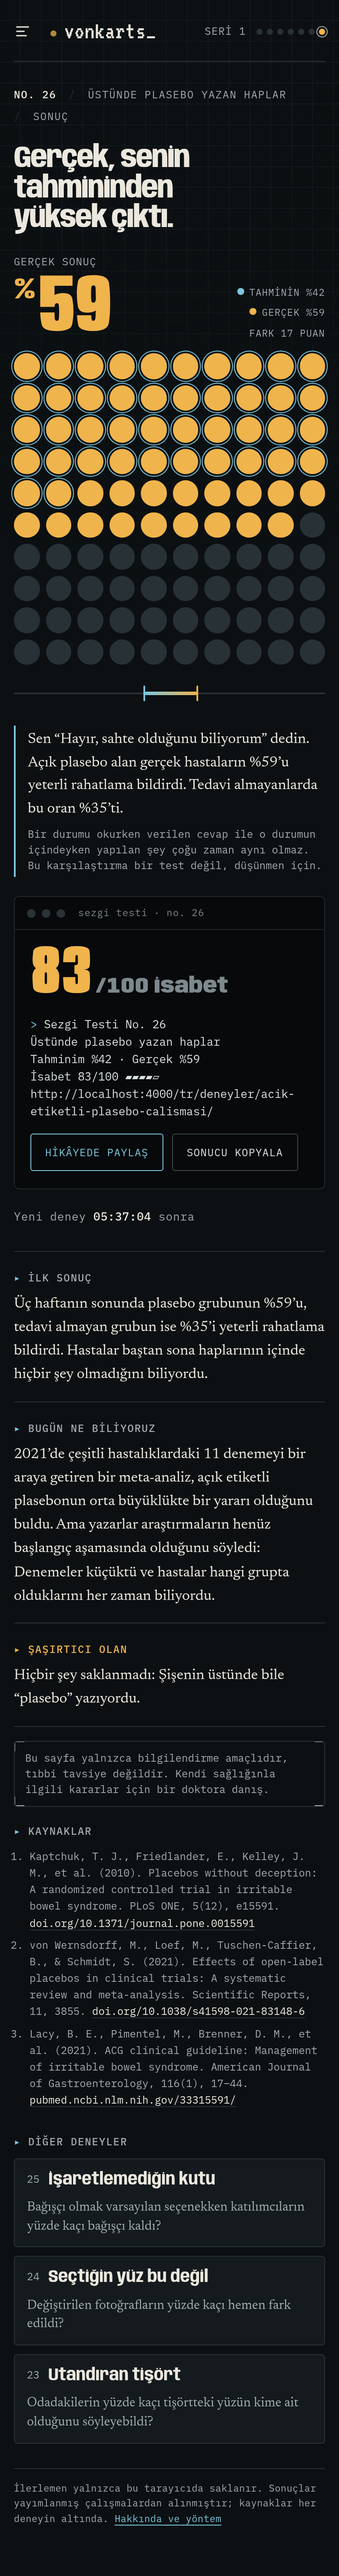 vonkarts_
SERİ 1
NO. 26 / ÜSTÜNDE PLASEBO YAZAN HAPLAR
/ SONUÇ
Gerçek, senin
tahmininden
yüksek çıktı.
GERÇEK SONUÇ
%59
TAHMİNİN %42
GERÇEK %59
FARK 17 PUAN
Sen “Hayır, sahte olduğunu biliyorum” dedin.
Açık plasebo alan gerçek hastaların %59’u
yeterli rahatlama bildirdi. Tedavi almayanlarda
bu oran %35’ti.
Bir durumu okurken verilen cevap ile o durumun
içindeyken yapılan şey çoğu zaman aynı olmaz.
Bu karşılaştırma bir test değil, düşünmen için.
sezgi testi · no. 26
83/100 isabet
> Sezgi Testi No. 26
Üstünde plasebo yazan haplar
Tahminim %42 · Gerçek %59
İsabet 83/100 ▰▰▰▰▱
http://localhost:4000/tr/deneyler/acik-
etiketli-plasebo-calismasi/
HİKÂYEDE PAYLAŞ
SONUCU KOPYALA
Yeni deney 05:37:04 sonra
▸ İLK SONUÇ
Üç haftanın sonunda plasebo grubunun %59’u,
tedavi almayan grubun ise %35’i yeterli rahatlama
bildirdi. Hastalar baştan sona haplarının içinde
hiçbir şey olmadığını biliyordu.
▸ BUGÜN NE BİLİYORUZ
2021’de çeşitli hastalıklardaki 11 denemeyi bir
araya getiren bir meta-analiz, açık etiketli
plasebonun orta büyüklükte bir yararı olduğunu
buldu. Ama yazarlar araştırmaların henüz
başlangıç aşamasında olduğunu söyledi:
Denemeler küçüktü ve hastalar hangi grupta
olduklarını her zaman biliyordu.
▸ ŞAŞIRTICI OLAN
Hiçbir şey saklanmadı: Şişenin üstünde bile
“plasebo” yazıyordu.
Bu sayfa yalnızca bilgilendirme amaçlıdır,
tıbbi tavsiye değildir. Kendi sağlığınla
ilgili kararlar için bir doktora danış.
▸ KAYNAKLAR
1. Kaptchuk, T. J., Friedlander, E., Kelley, J.
M., et al. (2010). Placebos without deception:
A randomized controlled trial in irritable
bowel syndrome. PLoS ONE, 5(12), e15591.
doi.org/10.1371/journal.pone.0015591
2. von Wernsdorff, M., Loef, M., Tuschen-Caffier,
B., & Schmidt, S. (2021). Effects of open-label
placebos in clinical trials: A systematic
review and meta-analysis. Scientific Reports,
11, 3855. doi.org/10.1038/s41598-021-83148-6
3. Lacy, B. E., Pimentel, M., Brenner, D. M., et
al. (2021). ACG clinical guideline: Management
of irritable bowel syndrome. American Journal
of Gastroenterology, 116(1), 17–44.
pubmed.ncbi.nlm.nih.gov/33315591/
▸ DİĞER DENEYLER
25 İşaretlemediğin kutu
Bağışçı olmak varsayılan seçenekken katılımcıların
yüzde kaçı bağışçı kaldı?
24 Seçtiğin yüz bu değil
Değiştirilen fotoğrafların yüzde kaçı hemen fark
edildi?
23 Utandıran tişört
Odadakilerin yüzde kaçı tişörtteki yüzün kime ait
olduğunu söyleyebildi?
İlerlemen yalnızca bu tarayıcıda saklanır. Sonuçlar
yayımlanmış çalışmalardan alınmıştır; kaynaklar her
deneyin altında. Hakkında ve yöntem